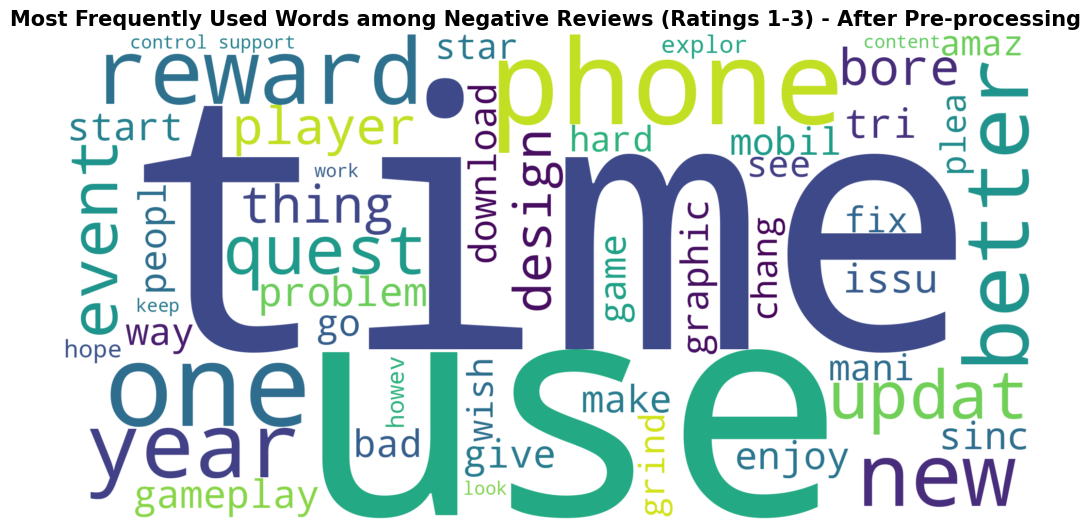 Most Frequently Used Words among Negative Reviews (Ratings 1-3) - After Pre-processing
control support
star
explor
content
amaz
reward
phone
bore
start
player
time
download
design
hard
mobil
tri
plea
better
event
peopl
work
thing
see
quest
game
graphic
chang
fix
issu
problem
keep
way
go
hope
one
use
howev
wish
make
mani
updat
year
bad
give
grind
enjoy
sinc
new
gameplay
look